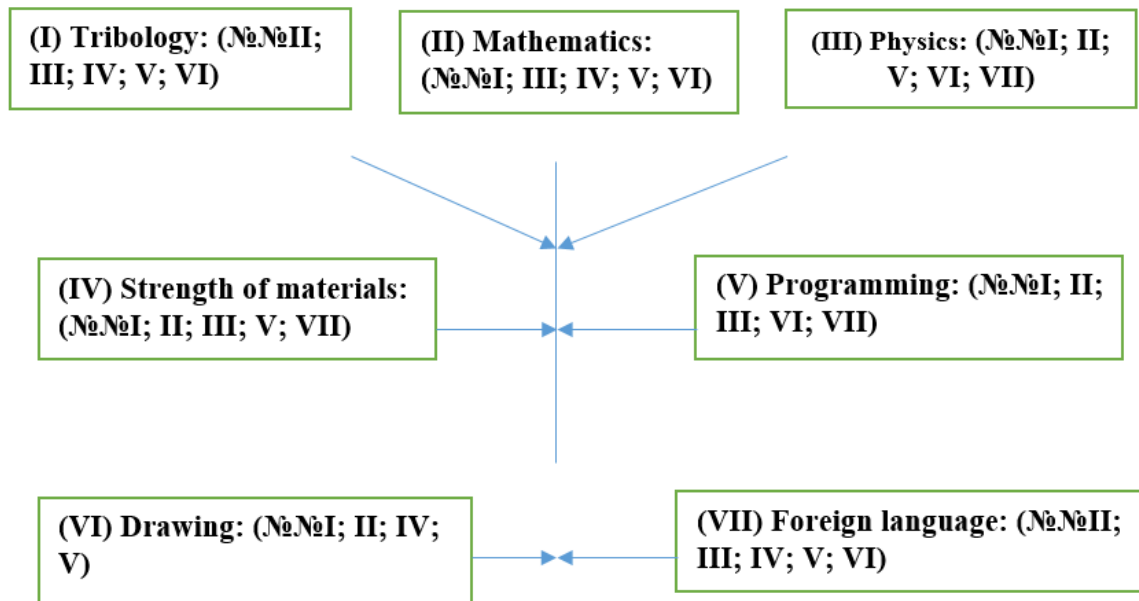 (I) Tribology: (№№II;
III; IV; V; VI)
(II) Mathematics:
(№№I; III; IV; V; VI)
(III) Physics: (№№I; II;
V; VI; VII)
(IV) Strength of materials:
(№№I; II; III; V; VII)
(V) Programming: (№№I; II;
III; VI; VII)
(VI) Drawing: (№№I; II; IV;
V)
(VII) Foreign language: (№№II;
III; IV; V; VI)